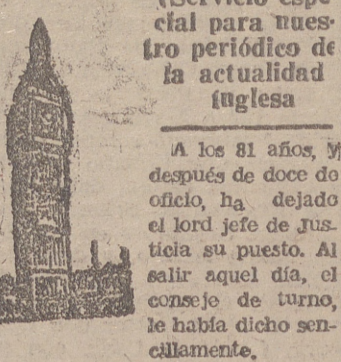 (Servicio espe-
cial para nues-
tro periódico de
la actualidad
inglesa
A los 81 años, y
después de doce de
oficio, ha dejado
el lord jefe de Jus-
ticia su puesto. Al
salir aquel día, el
conseje de turno,
le había dicho sen-
cillamente.